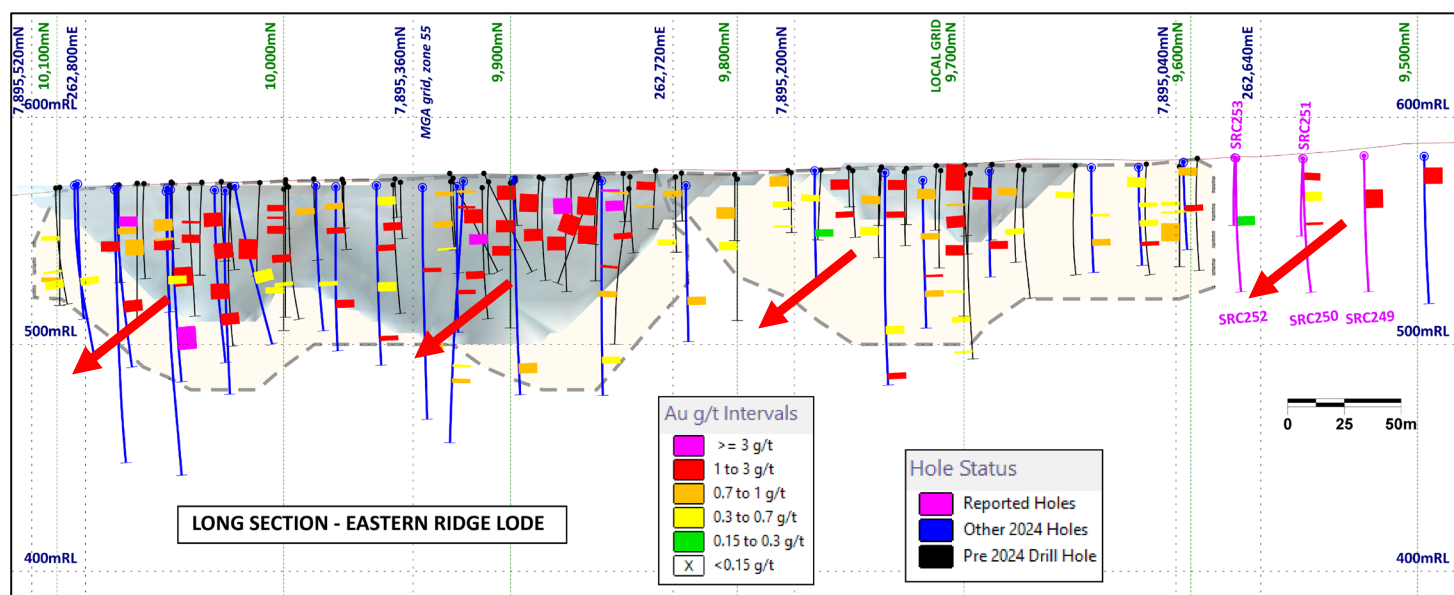 7,895,520mN
10,100mN
262,800mE
10,000mN
7,895,360mN
MGA grid, zone 55
9,900mN
262,720mE
9,800mN
7,895,200mN
LOCAL GRID
9,700mN
7,895,040mN
9,600mN
262,640mE
9,500mN
600mRL
600mRL
SRC253
SRC251
500mRL
500mRL
SRC252
SRC250
SRC249
0 25 50m
Au g/t Intervals
>= 3 g/t
1 to 3 g/t
0.7 to 1 g/t
0.3 to 0.7 g/t
0.15 to 0.3 g/t
X <0.15 g/t
Hole Status
Reported Holes
Other 2024 Holes
Pre 2024 Drill Hole
LONG SECTION - EASTERN RIDGE LODE
400mRL
400mRL